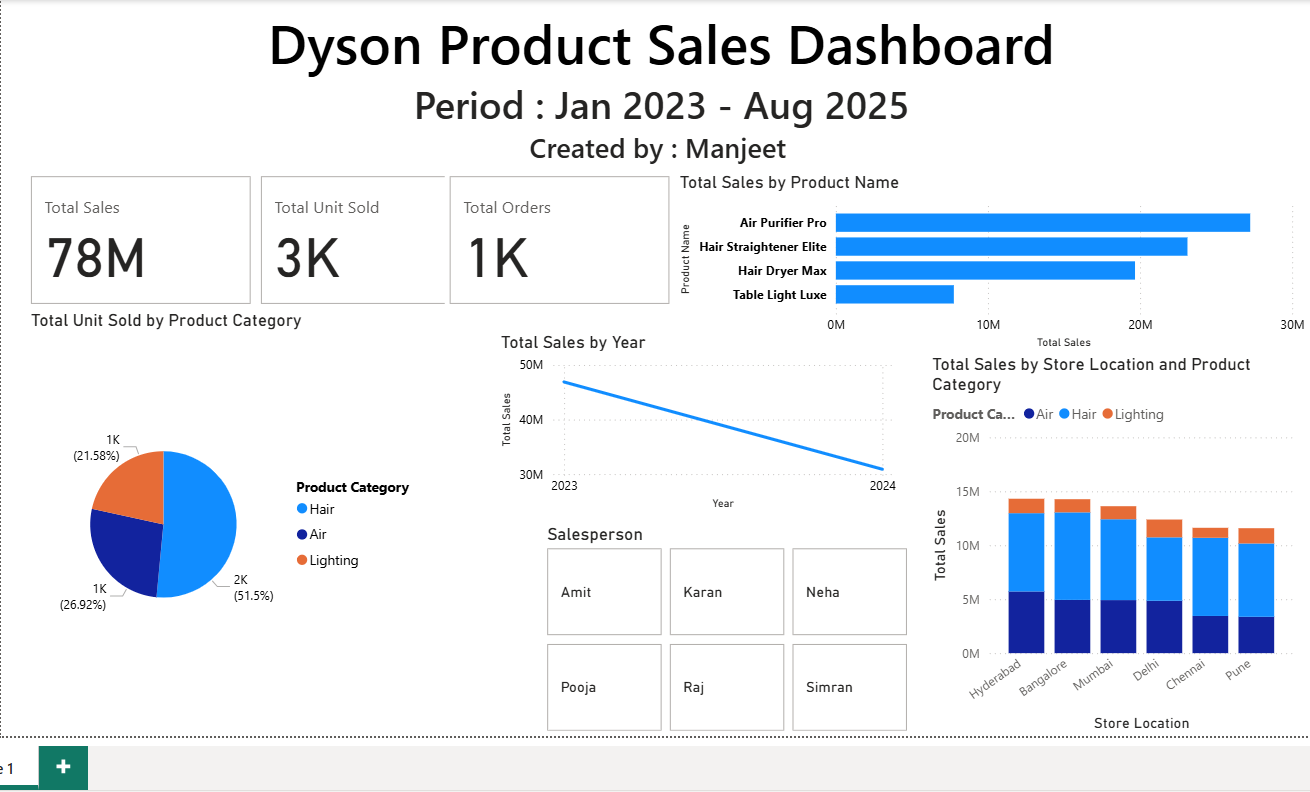 Dyson Product Sales Dashboard
Period : Jan 2023 - Aug 2025
Created by : Manjeet
Total Sales
78M
Total Unit Sold
3K
Total Orders
1K
Total Sales by Product Name
Product Name
Air Purifier Pro
Hair Straightener Elite
Hair Dryer Max
Table Light Luxe
0M 10M 20M 30M
Total Sales
Total Unit Sold by Product Category
1K
(21.58%)
1K
(26.92%)
2K
(51.5%)
Product Category
Hair
Air
Lighting
Total Sales by Year
Total Sales
50M
40M
30M
2023 2024
Year
Salesperson
Amit Karan Neha
Pooja Raj Simran
Total Sales by Store Location and Product
Category
Product Ca... Air Hair Lighting
Total Sales
20M
15M
10M
5M
0M
Hyderabad Bangalore Mumbai Delhi Chennai Pune
Store Location
e 1
+